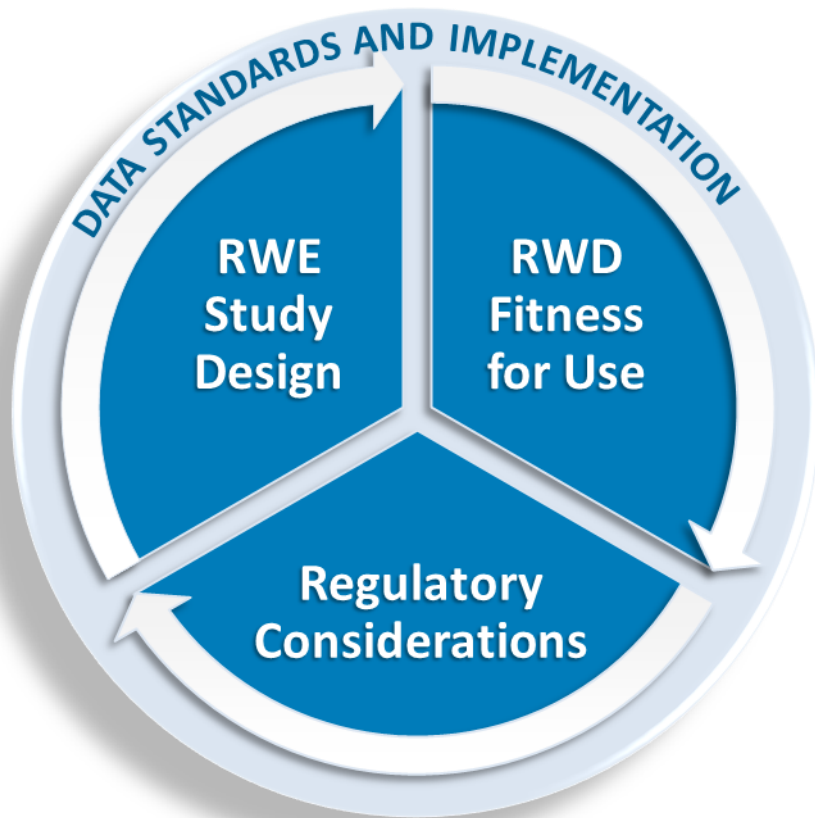 DATA STANDARDS AND IMPLEMENTATION
RWE
Study
Design
RWD
Fitness
for Use
Regulatory
Considerations